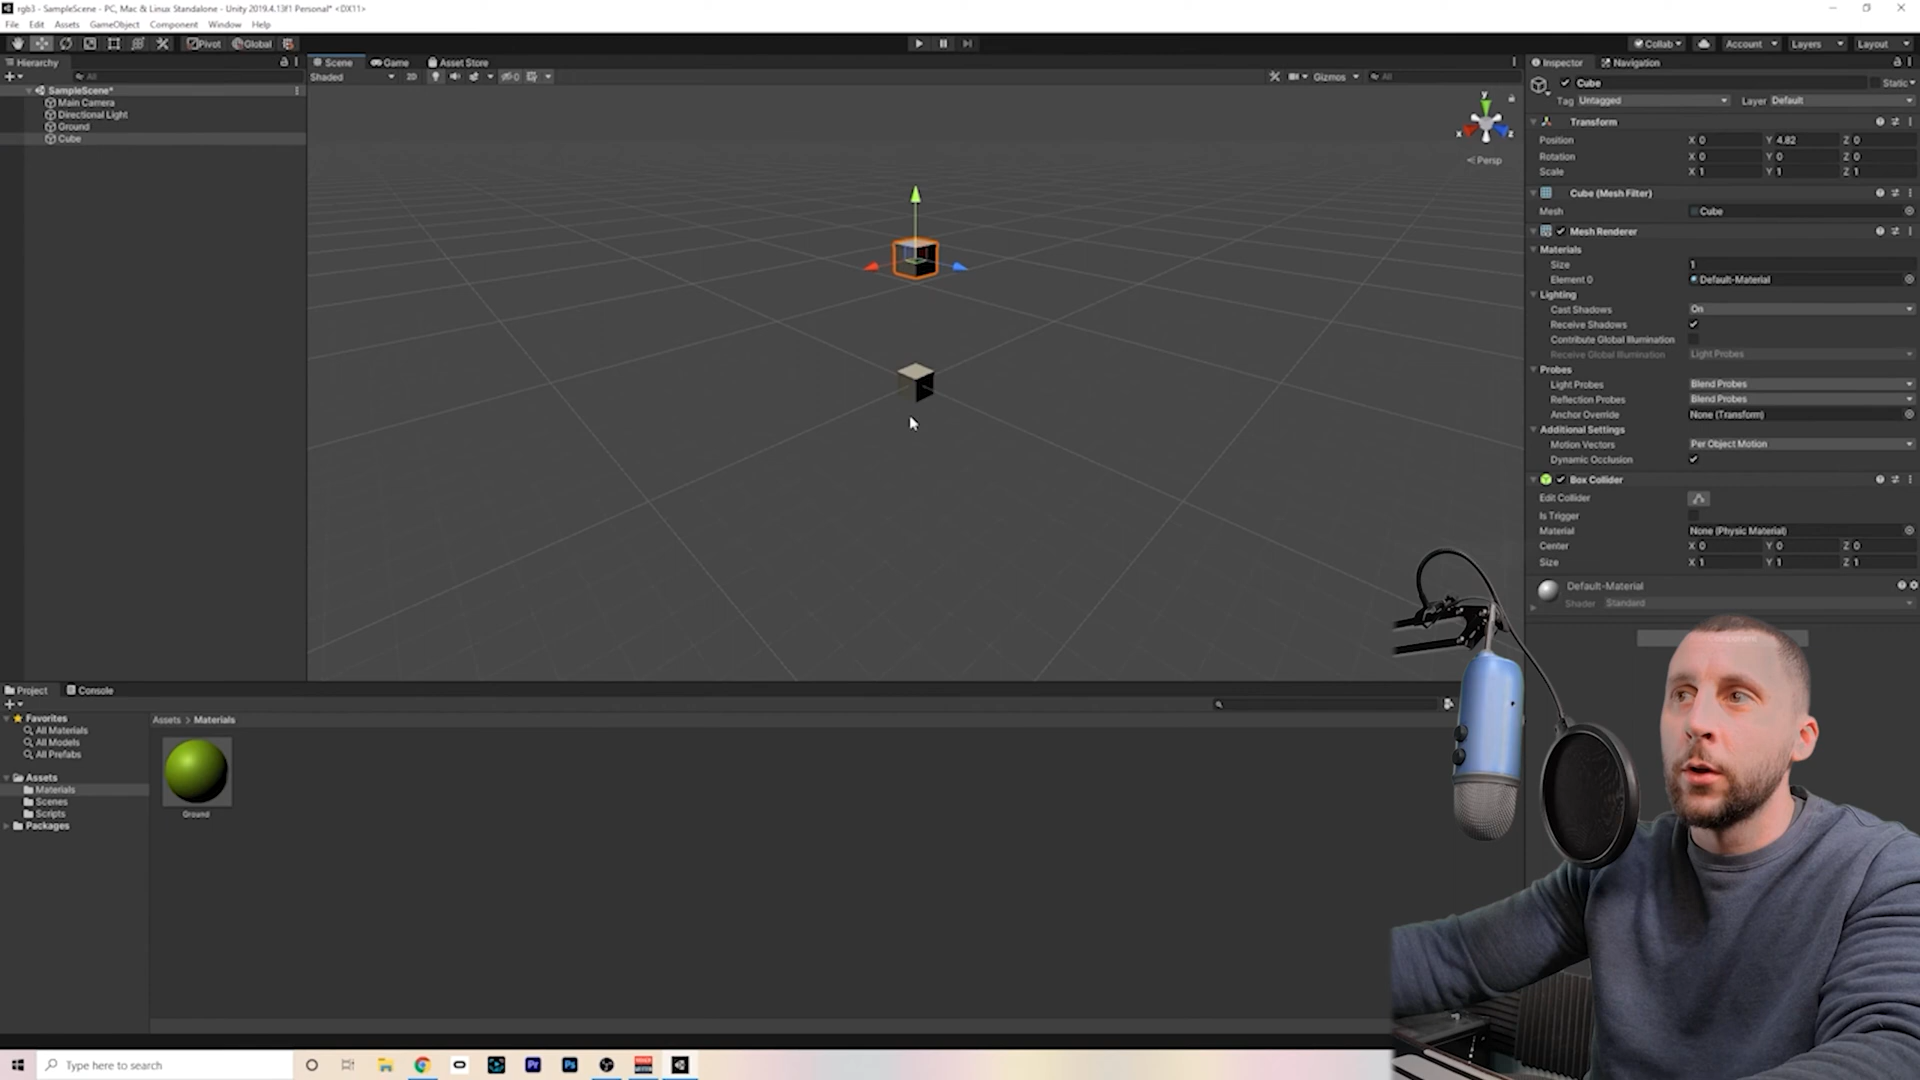 rgb3 - SampleScene - PC, Mac & Linux Standalone - Unity 2019.4.13f1 Personal* <DX11>
File Edit Assets GameObject Component Window Help
Pivot Global Collab Account Layers Layout
Hierarchy
All
SampleScene*
Main Camera
Directional Light
Ground
Cube
Scene Game Asset Store
Shaded 2D 0 Gizmos All
y
x z
Persp
Inspector Navigation
Cube Static
Tag Untagged Layer Default
Transform
Position X 0 Y 4.82 Z 0
Rotation X 0 Y 0 Z 0
Scale X 1 Y 1 Z 1
Cube (Mesh Filter)
Mesh Cube
Mesh Renderer
Materials
Size 1
Element 0 Default-Material
Lighting
Cast Shadows On
Receive Shadows
Contribute Global Illumination
Receive Global Illumination Light Probes
Probes
Light Probes Blend Probes
Reflection Probes Blend Probes
Anchor Override None (Transform)
Additional Settings
Motion Vectors Per Object Motion
Dynamic Occlusion
Box Collider
Edit Collider
Is Trigger
Material None (Physic Material)
Center X 0 Y 0 Z 0
Size X 1 Y 1 Z 1
Default-Material
Shader Standard
Project Console
Favorites
All Materials
All Models
All Prefabs
Assets
Materials
Scenes
Scripts
Packages
Assets > Materials
Ground
Type here to search
Pr Ps